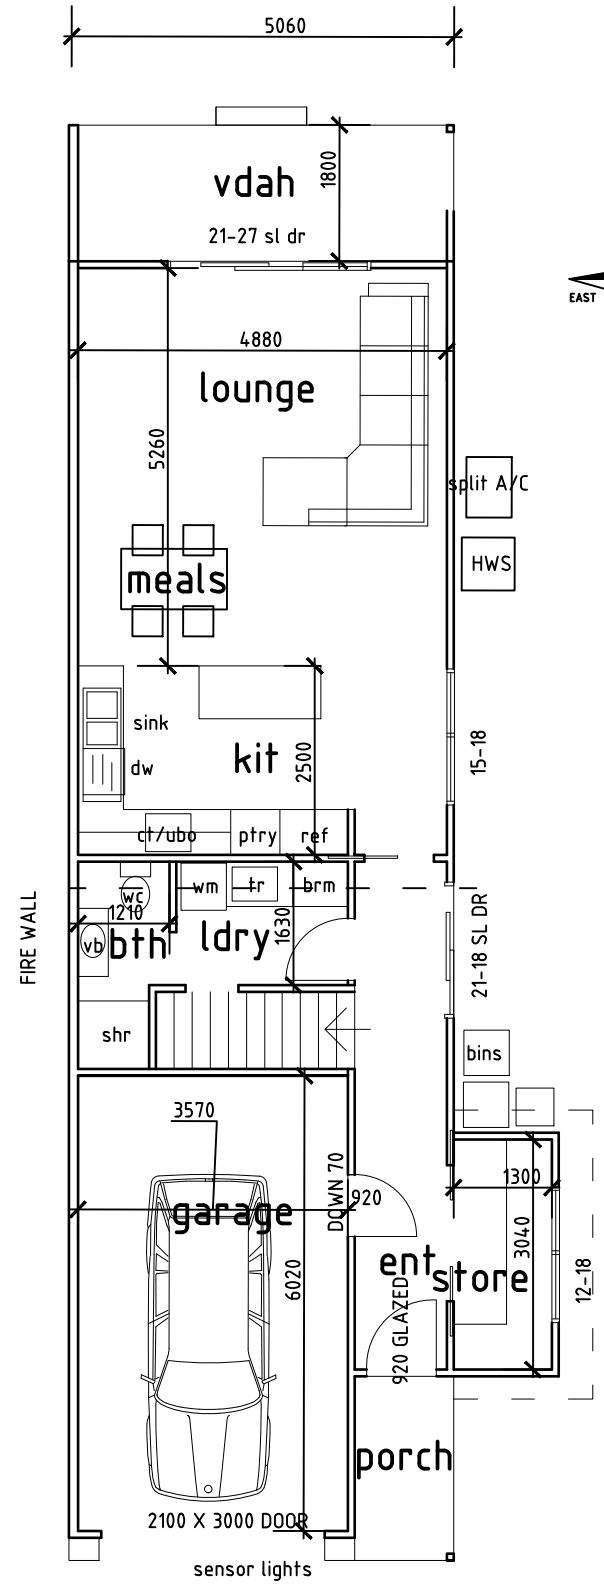 5060
1800
vdah
21-27 sl dr
EAST
4880
lounge
5260
split A/C
HWS
meals
sink
kit
2500
15-18
dw
ct/ubo
ptry
ref
wc
wm
tr
brm
1210
FIRE WALL
vb
bth
ldry
1630
21-18 SL DR
shr
bins
3570
DOWN 70
920
1300
garage
3040
6020
ent
store
12-18
920 GLAZED
porch
2100 X 3000 DOOR
sensor lights